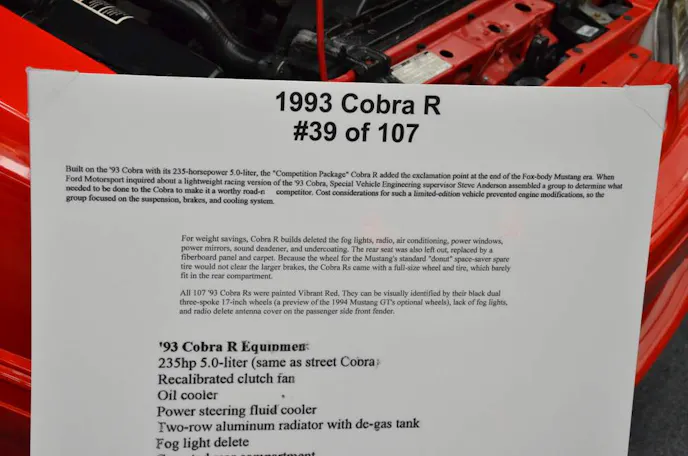 1993 Cobra R
#39 of 107
Built on the '93 Cobra with its 235-horsepower 5.0-liter, the "Competition Package" Cobra R added the exclamation point at the end of the Fox-body Mustang era. When
Ford Motorsport inquired about a lightweight racing version of the '93 Cobra, Special Vehicle Engineering supervisor Steve Anderson assembled a group to determine what
needed to be done to the Cobra to make it a worthy road-n competitor. Cost considerations for such a limited-edition vehicle prevented engine modifications, so the
group focused on the suspension, brakes, and cooling system.
For weight savings, Cobra R builds deleted the fog lights, radio, air conditioning, power windows,
power mirrors, sound deadener, and undercoating. The rear seat was also left out, replaced by a
fiberboard panel and carpet. Because the wheel for the Mustang's standard "donut" space-saver spare
tire would not clear the larger brakes, the Cobra Rs came with a full-size wheel and tire, which barely
fit in the rear compartment.
All 107 '93 Cobra Rs were painted Vibrant Red. They can be visually identified by their black dual
three-spoke 17-inch wheels (a preview of the 1994 Mustang GT's optional wheels), lack of fog lights,
and radio delete antenna cover on the passenger side front fender.
'93 Cobra R Equipment
235hp 5.0-liter (same as street Cobra)
Recalibrated clutch fan
Oil cooler
Power steering fluid cooler
Two-row aluminum radiator with de-gas tank
Fog light delete